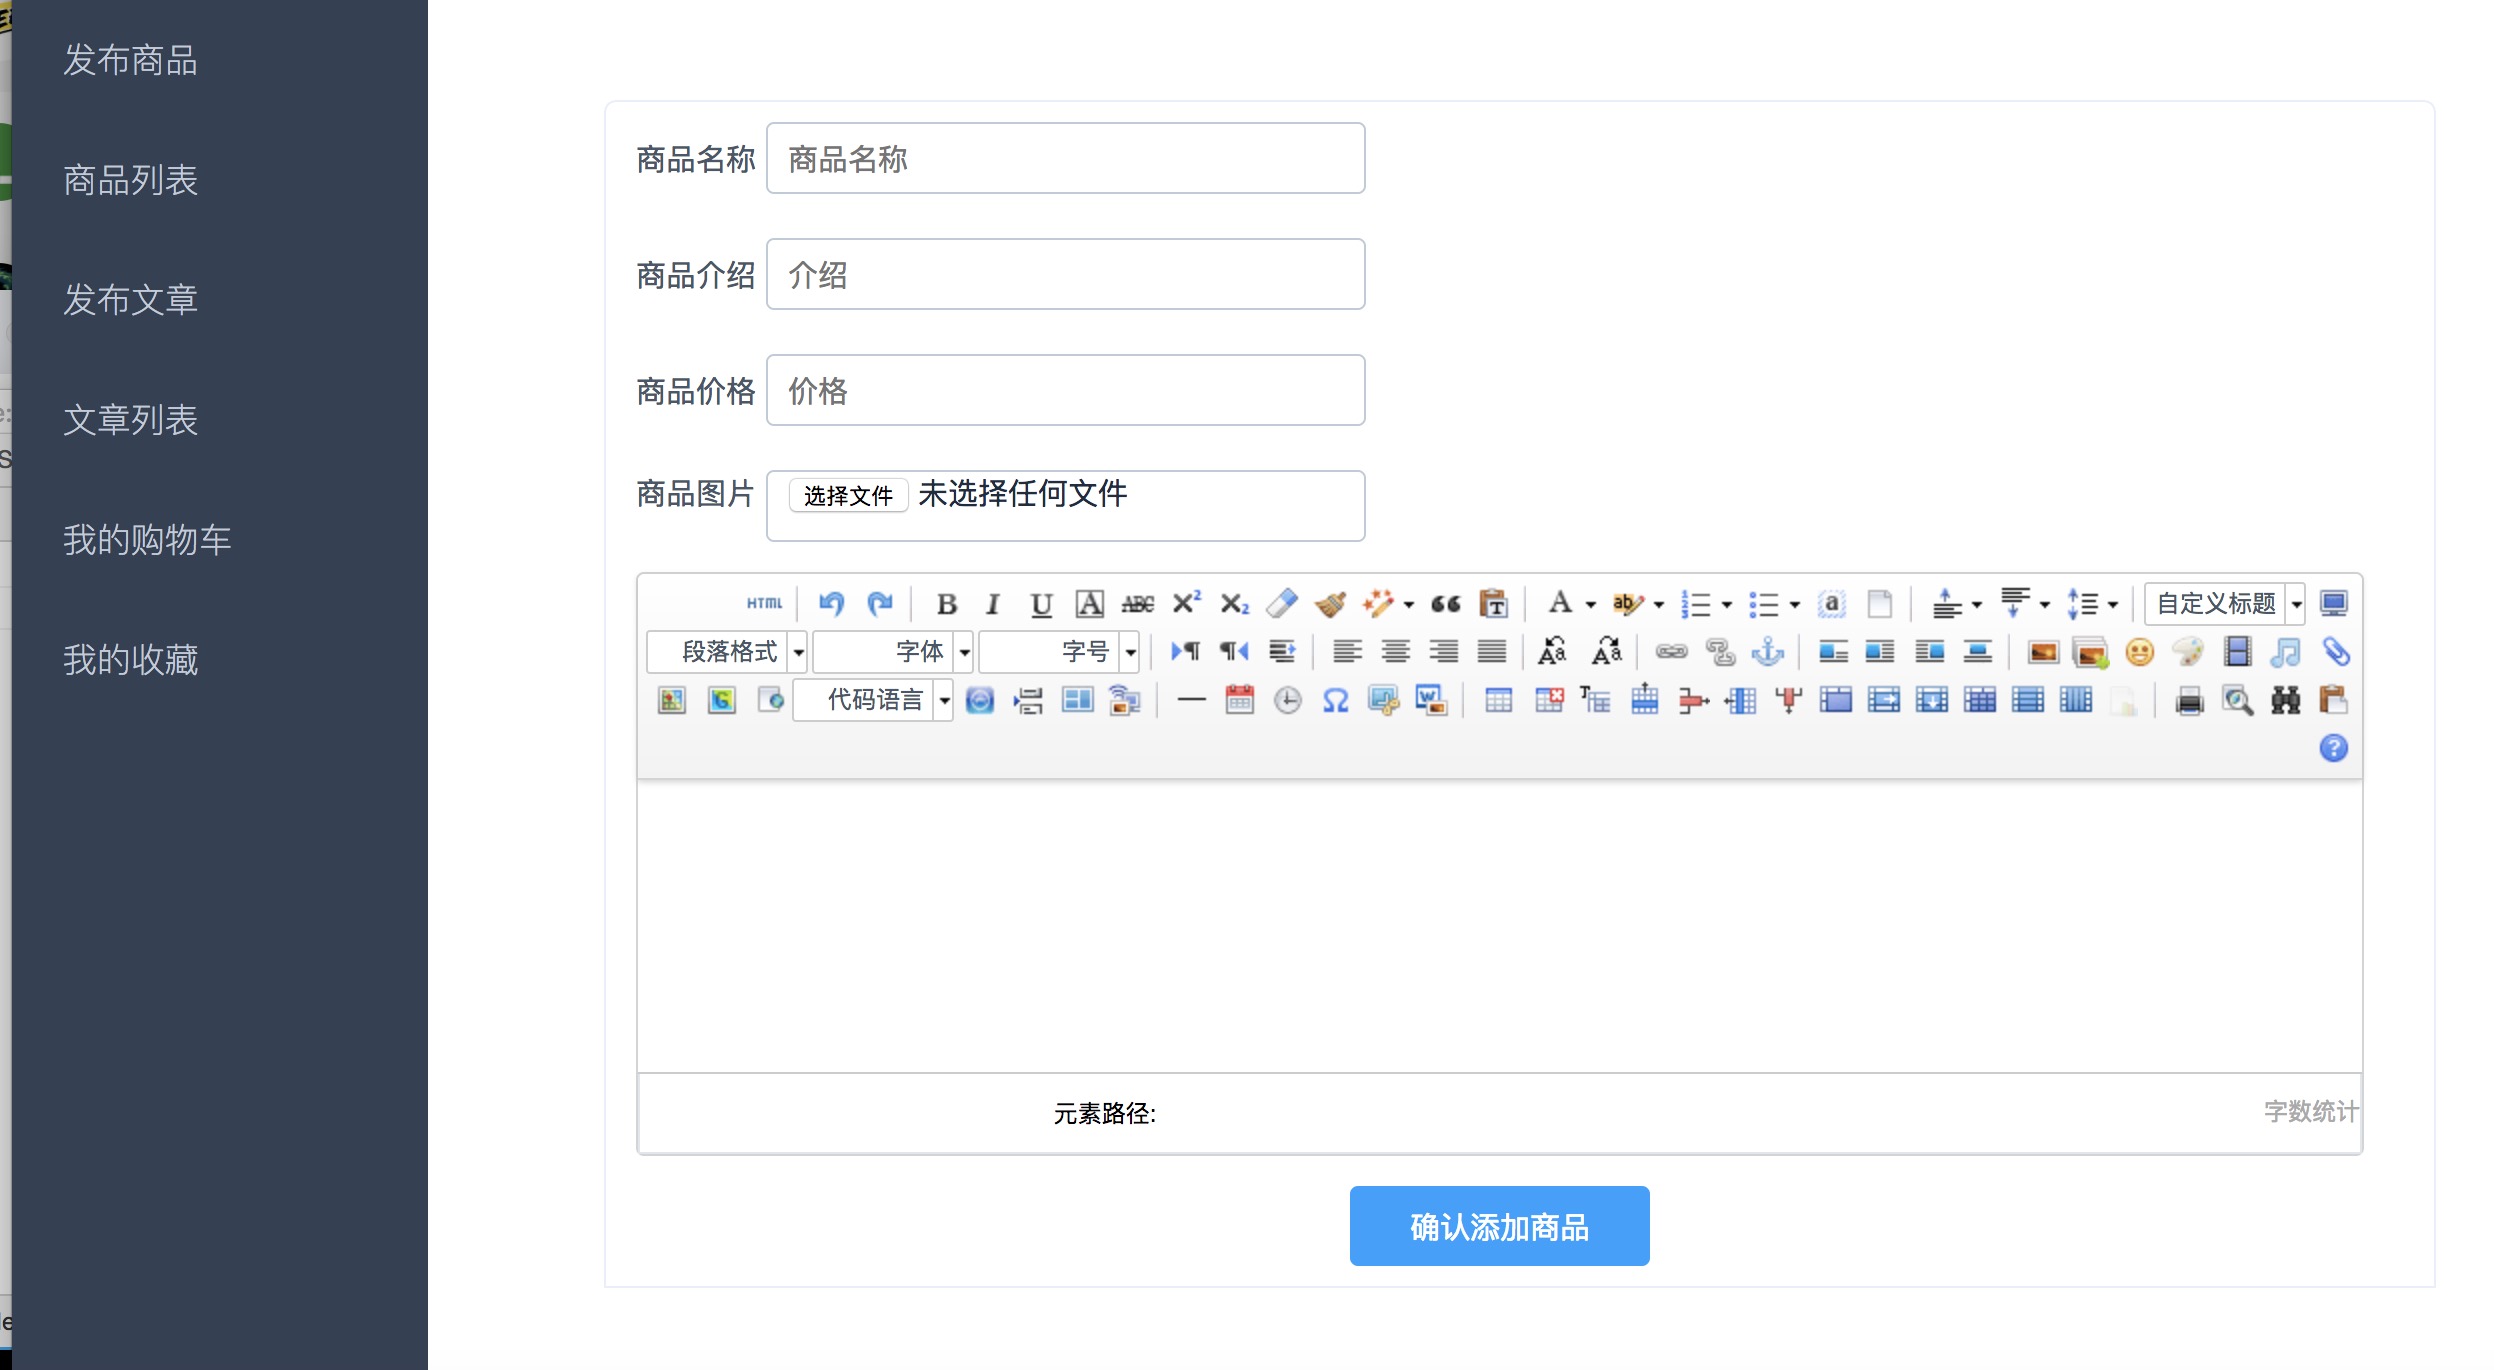 发布商品
商品列表
发布文章
文章列表
我的购物车
我的收藏
商品名称 商品名称
商品介绍 介绍
商品价格 价格
商品图片 选择文件 未选择任何文件
HTML B I U A ABC X² X₂ A ab a 自定义标题
段落格式 字体 字号 Aa Aa
代码语言 Ω W
元素路径: 字数统计
确认添加商品